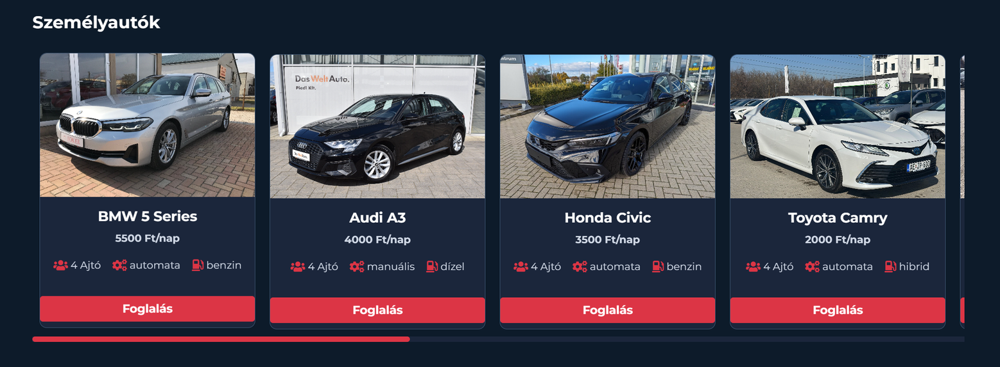 Személyautók
BMW 5 Series
5500 Ft/nap
4 Ajtó automata benzin
Foglalás
Das WeltAuto.
Piedl Kft.
Audi A3
4000 Ft/nap
4 Ajtó manuális dízel
Foglalás
Honda Civic
3500 Ft/nap
4 Ajtó automata benzin
Foglalás
Toyota Camry
2000 Ft/nap
4 Ajtó automata hibrid
Foglalás